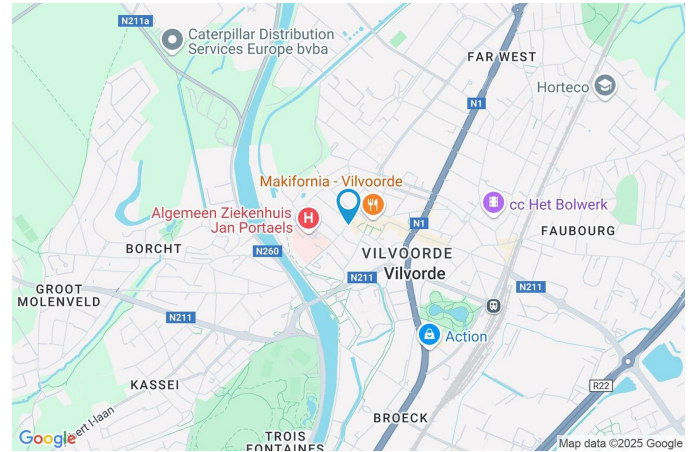 N211a
Caterpillar Distribution
Services Europe bvba
FAR WEST
N1
Horteco
Makifornia - Vilvoorde
Algemeen Ziekenhuis
Jan Portaels
H
cc Het Bolwerk
N1
FAUBOURG
BORCHT
N260
VILVOORDE
Vilvorde
N211
N211
GROOT
MOLENVELD
N211
Action
R22
KASSEI
BROECK
TROIS
FONTAINES
Google
Map data ©2025 Google